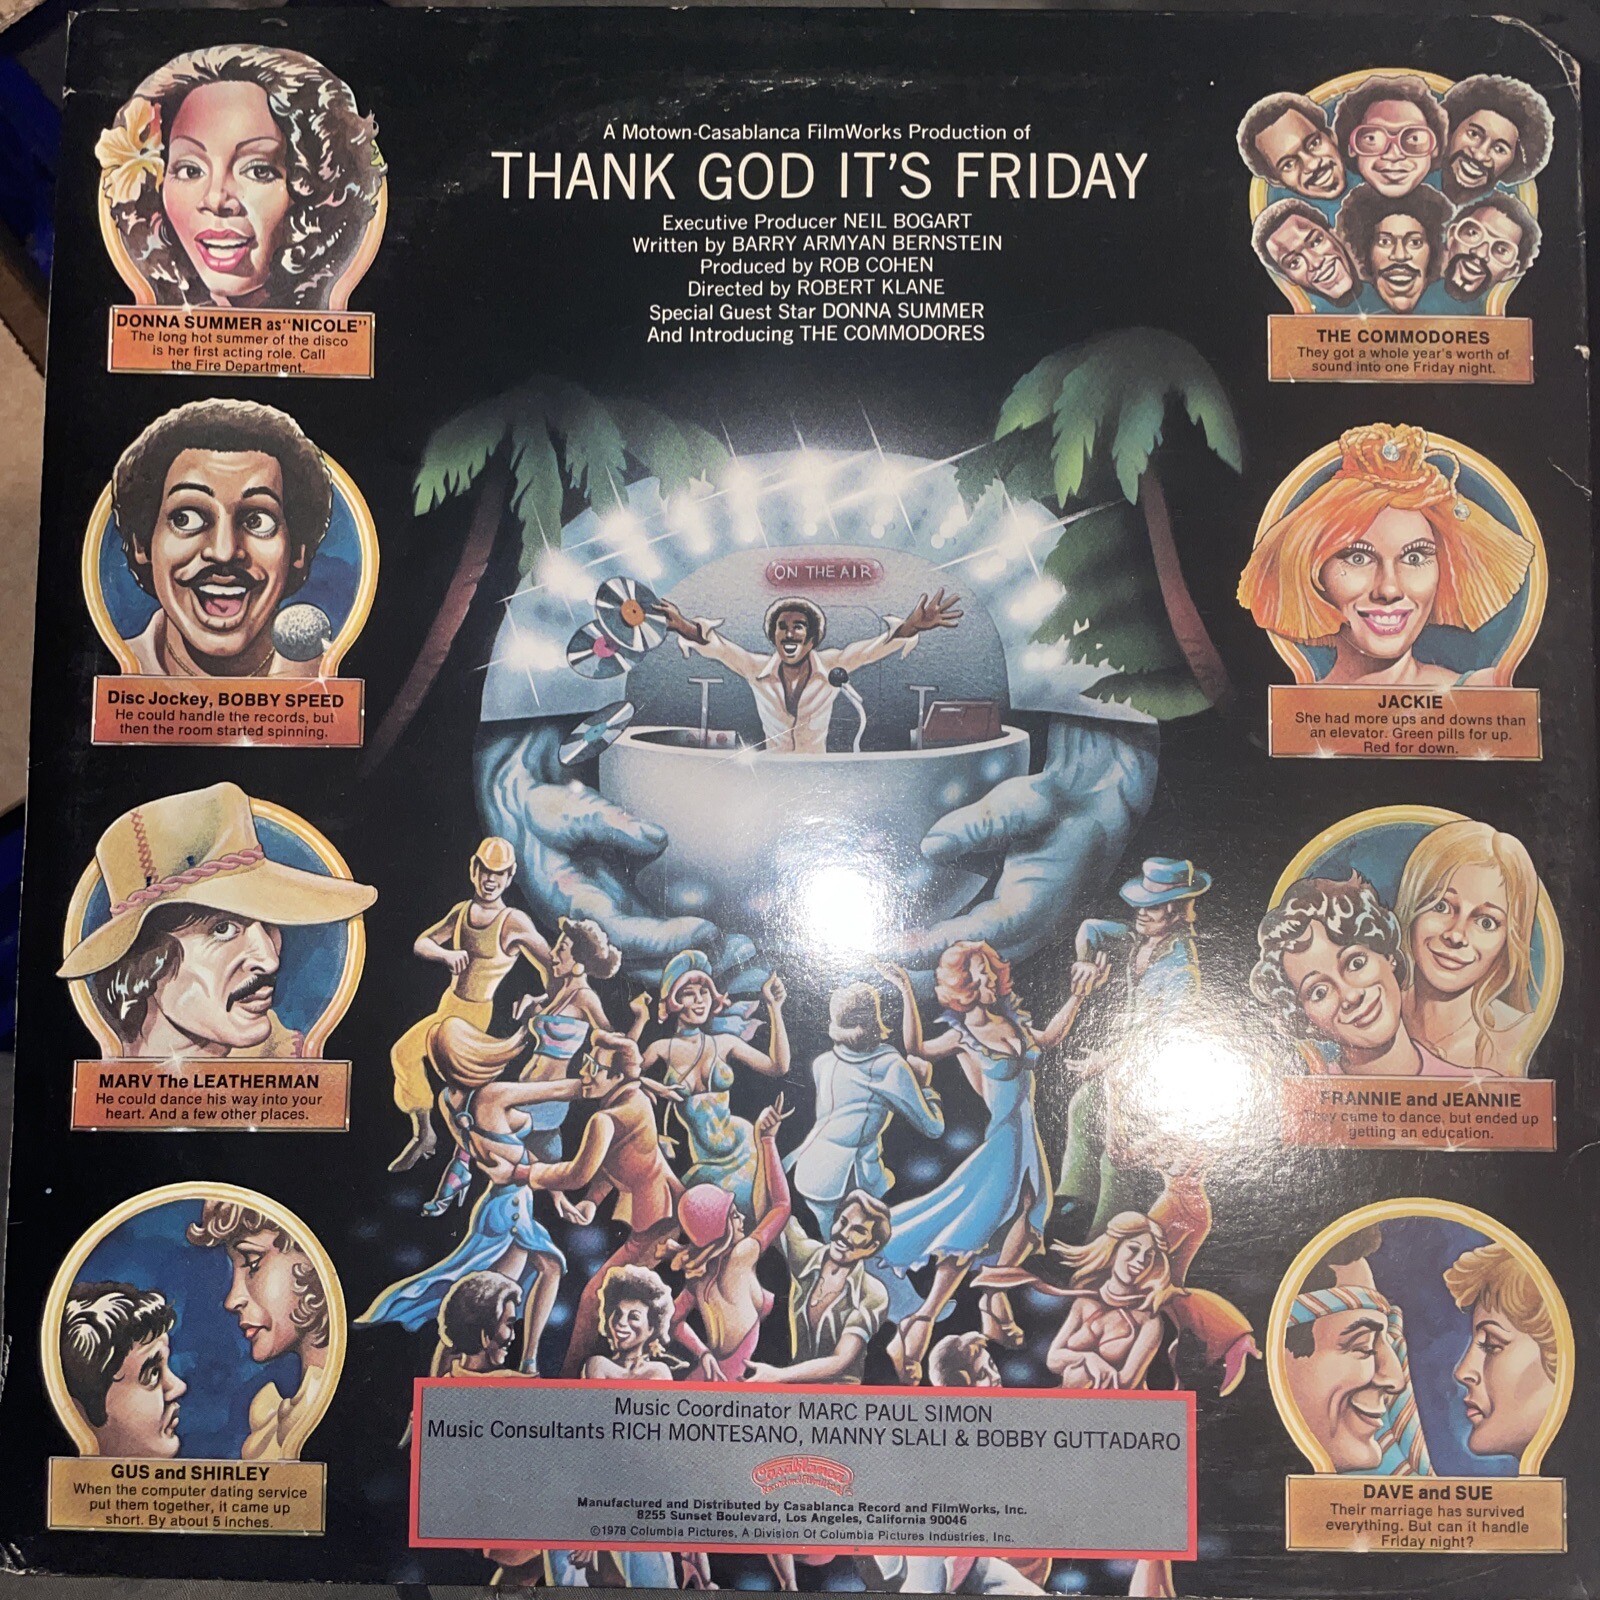 A Motown-Casablanca FilmWorks Production of
THANK GOD IT'S FRIDAY
Executive Producer NEIL BOGART
Written by BARRY ARMYAN BERNSTEIN
Produced by ROB COHEN
Directed by ROBERT KLANE
Special Guest Star DONNA SUMMER
And Introducing THE COMMODORES
DONNA SUMMER as "NICOLE"
The long hot summer of the disco
is her first acting role. Call
the Fire Department.
THE COMMODORES
They got a whole year's worth of
sound into one Friday night.
ON THE AIR
Disc Jockey, BOBBY SPEED
He could handle the records, but
then the room started spinning.
JACKIE
She had more ups and downs than
an elevator. Green pills for up.
Red for down.
MARV The LEATHERMAN
He could dance his way into your
heart. And a few other places.
FRANNIE and JEANNIE
They came to dance, but ended up
getting an education.
GUS and SHIRLEY
When the computer dating service
put them together, it came up
short. By about 5 inches.
DAVE and SUE
Their marriage has survived
everything. But can it handle
Friday night?
Music Coordinator MARC PAUL SIMON
Music Consultants RICH MONTESANO, MANNY SLALI & BOBBY GUTTADARO
Casablanca
Manufactured and Distributed by Casablanca Record and FilmWorks, Inc.
8255 Sunset Boulevard, Los Angeles, California 90046
©1978 Columbia Pictures, A Division Of Columbia Pictures Industries, Inc.